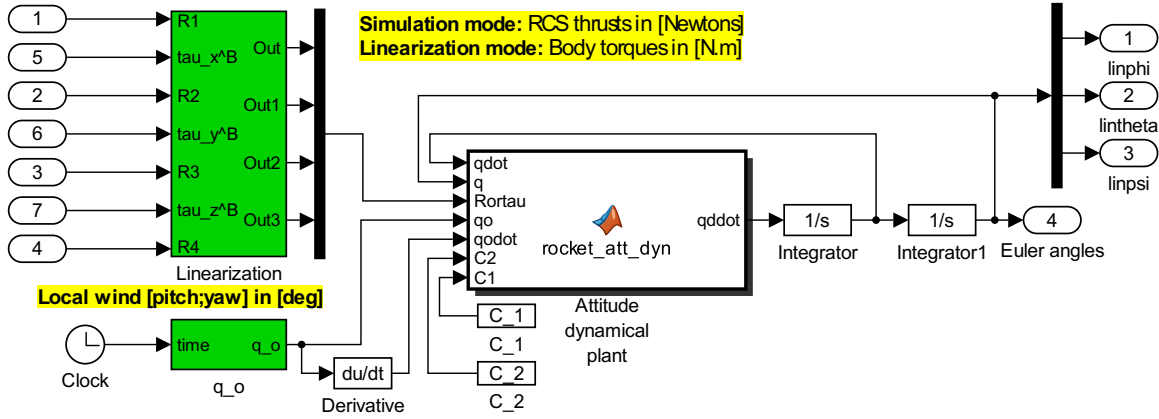 Simulation mode: RCS thrusts in [Newtons]
Linearization mode: Body torques in [N.m]
1
R1
5
tau_x^B
2
R2
6
tau_y^B
3
R3
7
tau_z^B
4
R4
Out
Out1
Out2
Out3
Linearization
Local wind [pitch;yaw] in [deg]
Clock
time
q_o
q_o
du/dt
Derivative
qdot
q
Rortau
qo
qodot
C2
C1
rocket_att_dyn
qddot
Attitude
dynamical
plant
C_1
C_1
C_2
C_2
1/s
Integrator
1/s
Integrator1
1
linphi
2
lintheta
3
linpsi
4
Euler angles